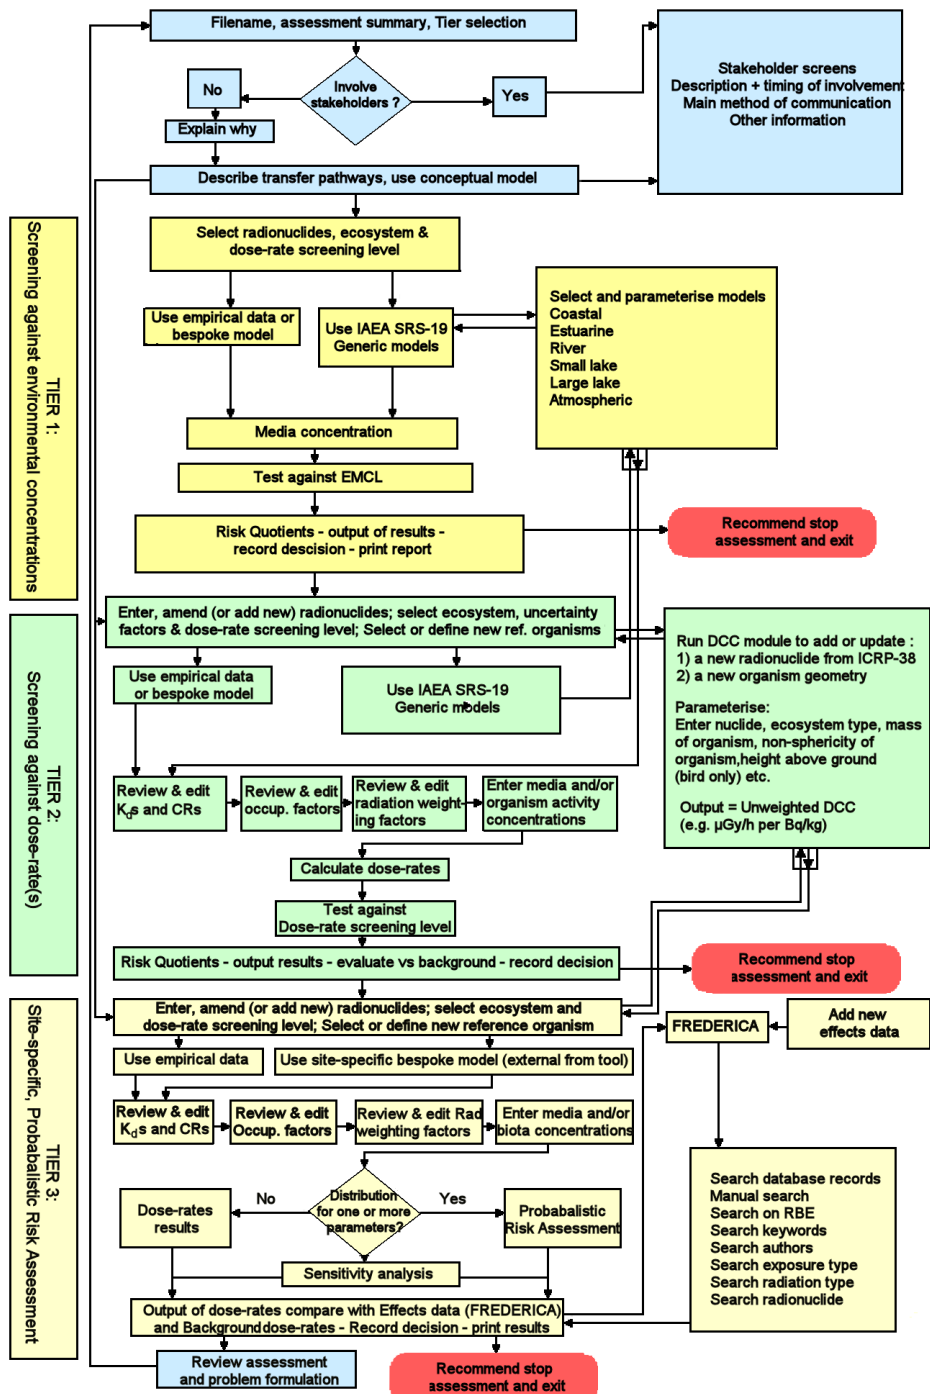 Filename, assessment summary, Tier selection
Involve
stakeholders ?
No
Yes
Explain why
Stakeholder screens
Description + timing of involvement
Main method of communication
Other information
Describe transfer pathways, use conceptual model
TIER 1:
Screening against environmental concentrations
Select radionuclides, ecosystem &
dose-rate screening level
Use empirical data or
bespoke model
Use IAEA SRS-19
Generic models
Select and parameterise models
Coastal
Estuarine
River
Small lake
Large lake
Atmospheric
Media concentration
Test against EMCL
Risk Quotients - output of results -
record descision - print report
Recommend stop
assessment and exit
TIER 2:
Screening against dose-rate(s)
Enter, amend (or add new) radionuclides; select ecosystem, uncertainty
factors & dose-rate screening level; Select or define new ref. organisms
Use empirical data
or bespoke model
Use IAEA SRS-19
Generic models
Run DCC module to add or update :
1) a new radionuclide from ICRP-38
2) a new organism geometry
Parameterise:
Enter nuclide, ecosystem type, mass
of organism, non-sphericity of
organism,height above ground
(bird only) etc.
Output = Unweighted DCC
(e.g. µGy/h per Bq/kg)
Review & edit
Kds and CRs
Review & edit
occup. factors
Review & edit
radiation weight-
ing factors
Enter media and/or
organism activity
concentrations
Calculate dose-rates
Test against
Dose-rate screening level
Risk Quotients - output results - evaluate vs background - record decision
Recommend stop
assessment and exit
TIER 3:
Site-specific, Probabalistic Risk Assessment
Enter, amend (or add new) radionuclides; select ecosystem and
dose-rate screening level; Select or define new reference organism
Use empirical data
Use site-specific bespoke model (external from tool)
FREDERICA
Add new
effects data
Review & edit
Kds and CRs
Review & edit
Occup. factors
Review & edit Rad
weighting factors
Enter media and/or
biota concentrations
Distribution
for one or more
parameters?
No
Yes
Dose-rates
results
Probabalistic
Risk Assessment
Sensitivity analysis
Search database records
Manual search
Search on RBE
Search keywords
Search authors
Search exposure type
Search radiation type
Search radionuclide
Output of dose-rates compare with Effects data (FREDERICA)
and Background dose-rates - Record decision - print results
Review assessment
and problem formulation
Recommend stop
assessment and exit